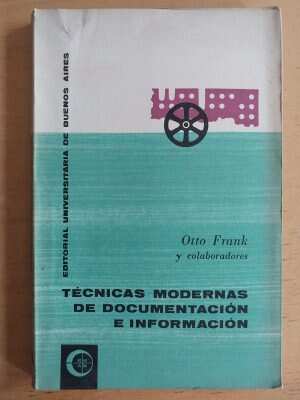 EDITORIAL UNIVERSITARIA DE BUENOS AIRES
Otto Frank
y colaboradores
TÉCNICAS MODERNAS
DE DOCUMENTACIÓN
E INFORMACIÓN